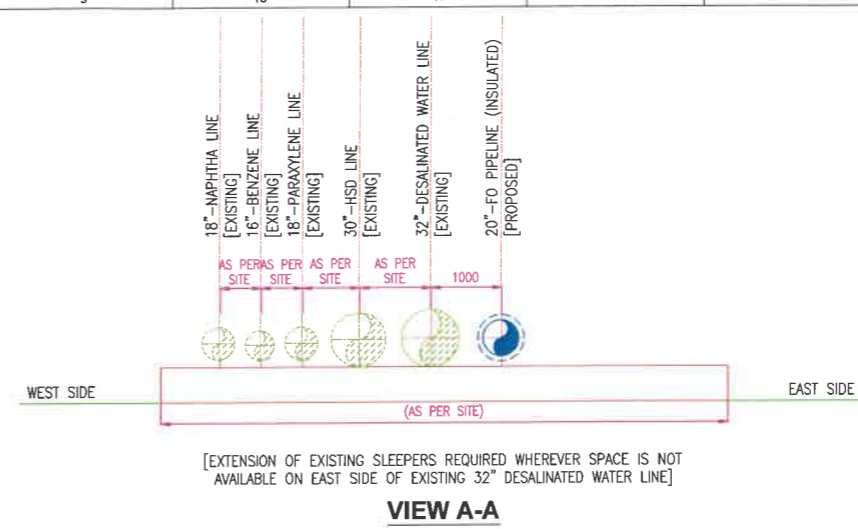 18"-NAPHTHA LINE
[EXISTING]
16"-BENZENE LINE
[EXISTING]
18"-PARAXYLENE LINE
[EXISTING]
30"-HSD LINE
[EXISTING]
32"-DESALINATED WATER LINE
[EXISTING]
20"-FO PIPELINE (INSULATED)
[PROPOSED]
AS PER
SITE
AS PER
SITE
AS PER
SITE
AS PER
SITE
1000
WEST SIDE
EAST SIDE
(AS PER SITE)
[EXTENSION OF EXISTING SLEEPERS REQUIRED WHEREVER SPACE IS NOT
AVAILABLE ON EAST SIDE OF EXISTING 32" DESALINATED WATER LINE]
VIEW A-A